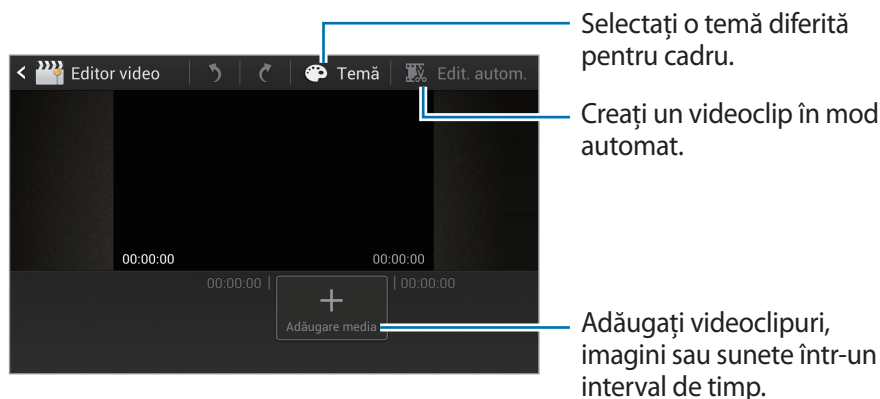 Selectați o temă diferită
pentru cadru.
Editor video
Temă
Edit. autom.
Creați un videoclip în mod
automat.
00:00:00
00:00:00
00:00:00
00:00:00
Adăugare media
Adăugați videoclipuri,
imagini sau sunete într-un
interval de timp.